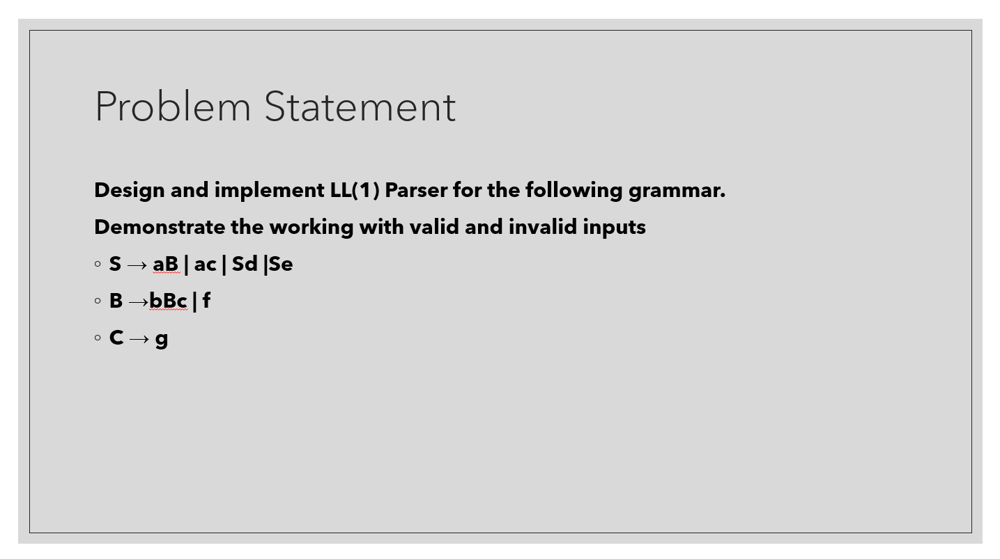 Problem Statement
Design and implement LL(1) Parser for the following grammar.
Demonstrate the working with valid and invalid inputs
◦ S → aB | ac | Sd |Se
◦ B →bBc | f
◦ C → g